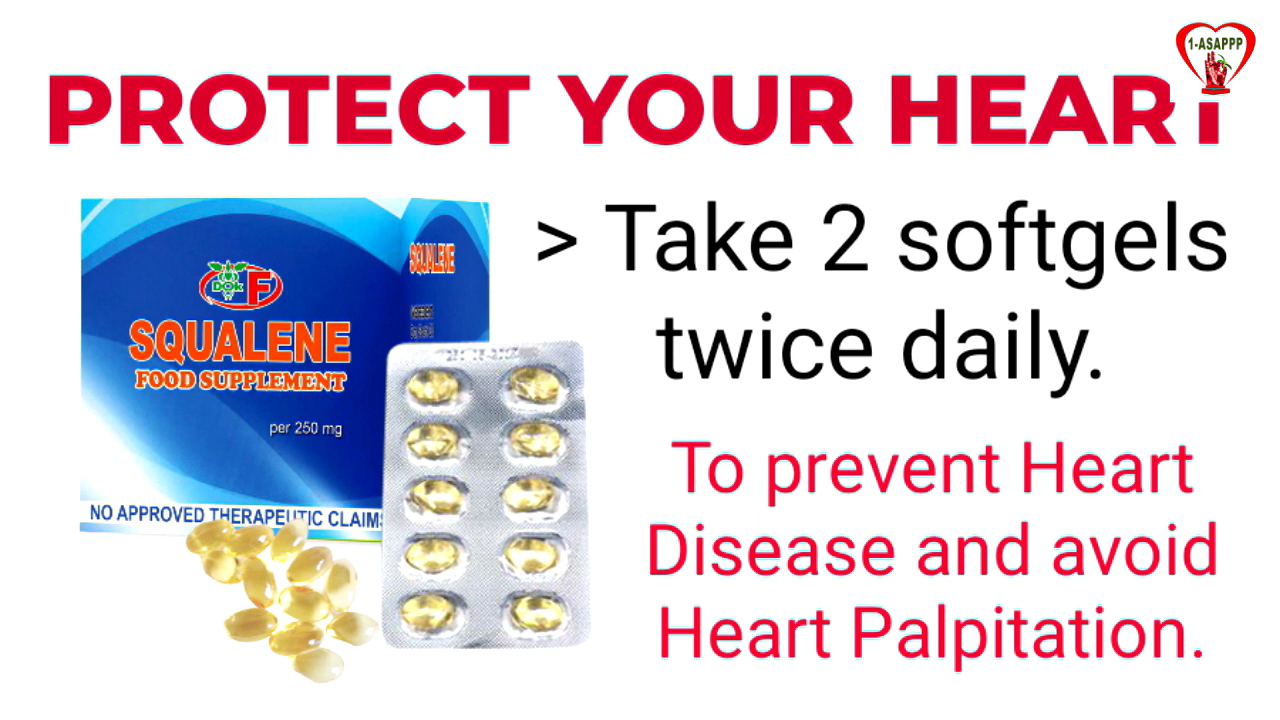 1-ASAPPP
PROTECT YOUR HEART
> Take 2 softgels
twice daily.
To prevent Heart
Disease and avoid
Heart Palpitation.
DOk F
SQUALENE
FOOD SUPPLEMENT
per 250 mg
NO APPROVED THERAPEUTIC CLAIMS
SQUALENE